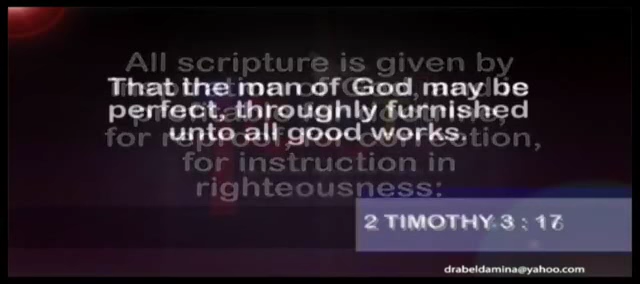 All scripture is given by
That the man of God may be
perfect, throughly furnished
unto all good works.
for reproof, for correction,
for instruction in
righteousness:
2 TIMOTHY 3 : 17
drabeldamina@yahoo.com